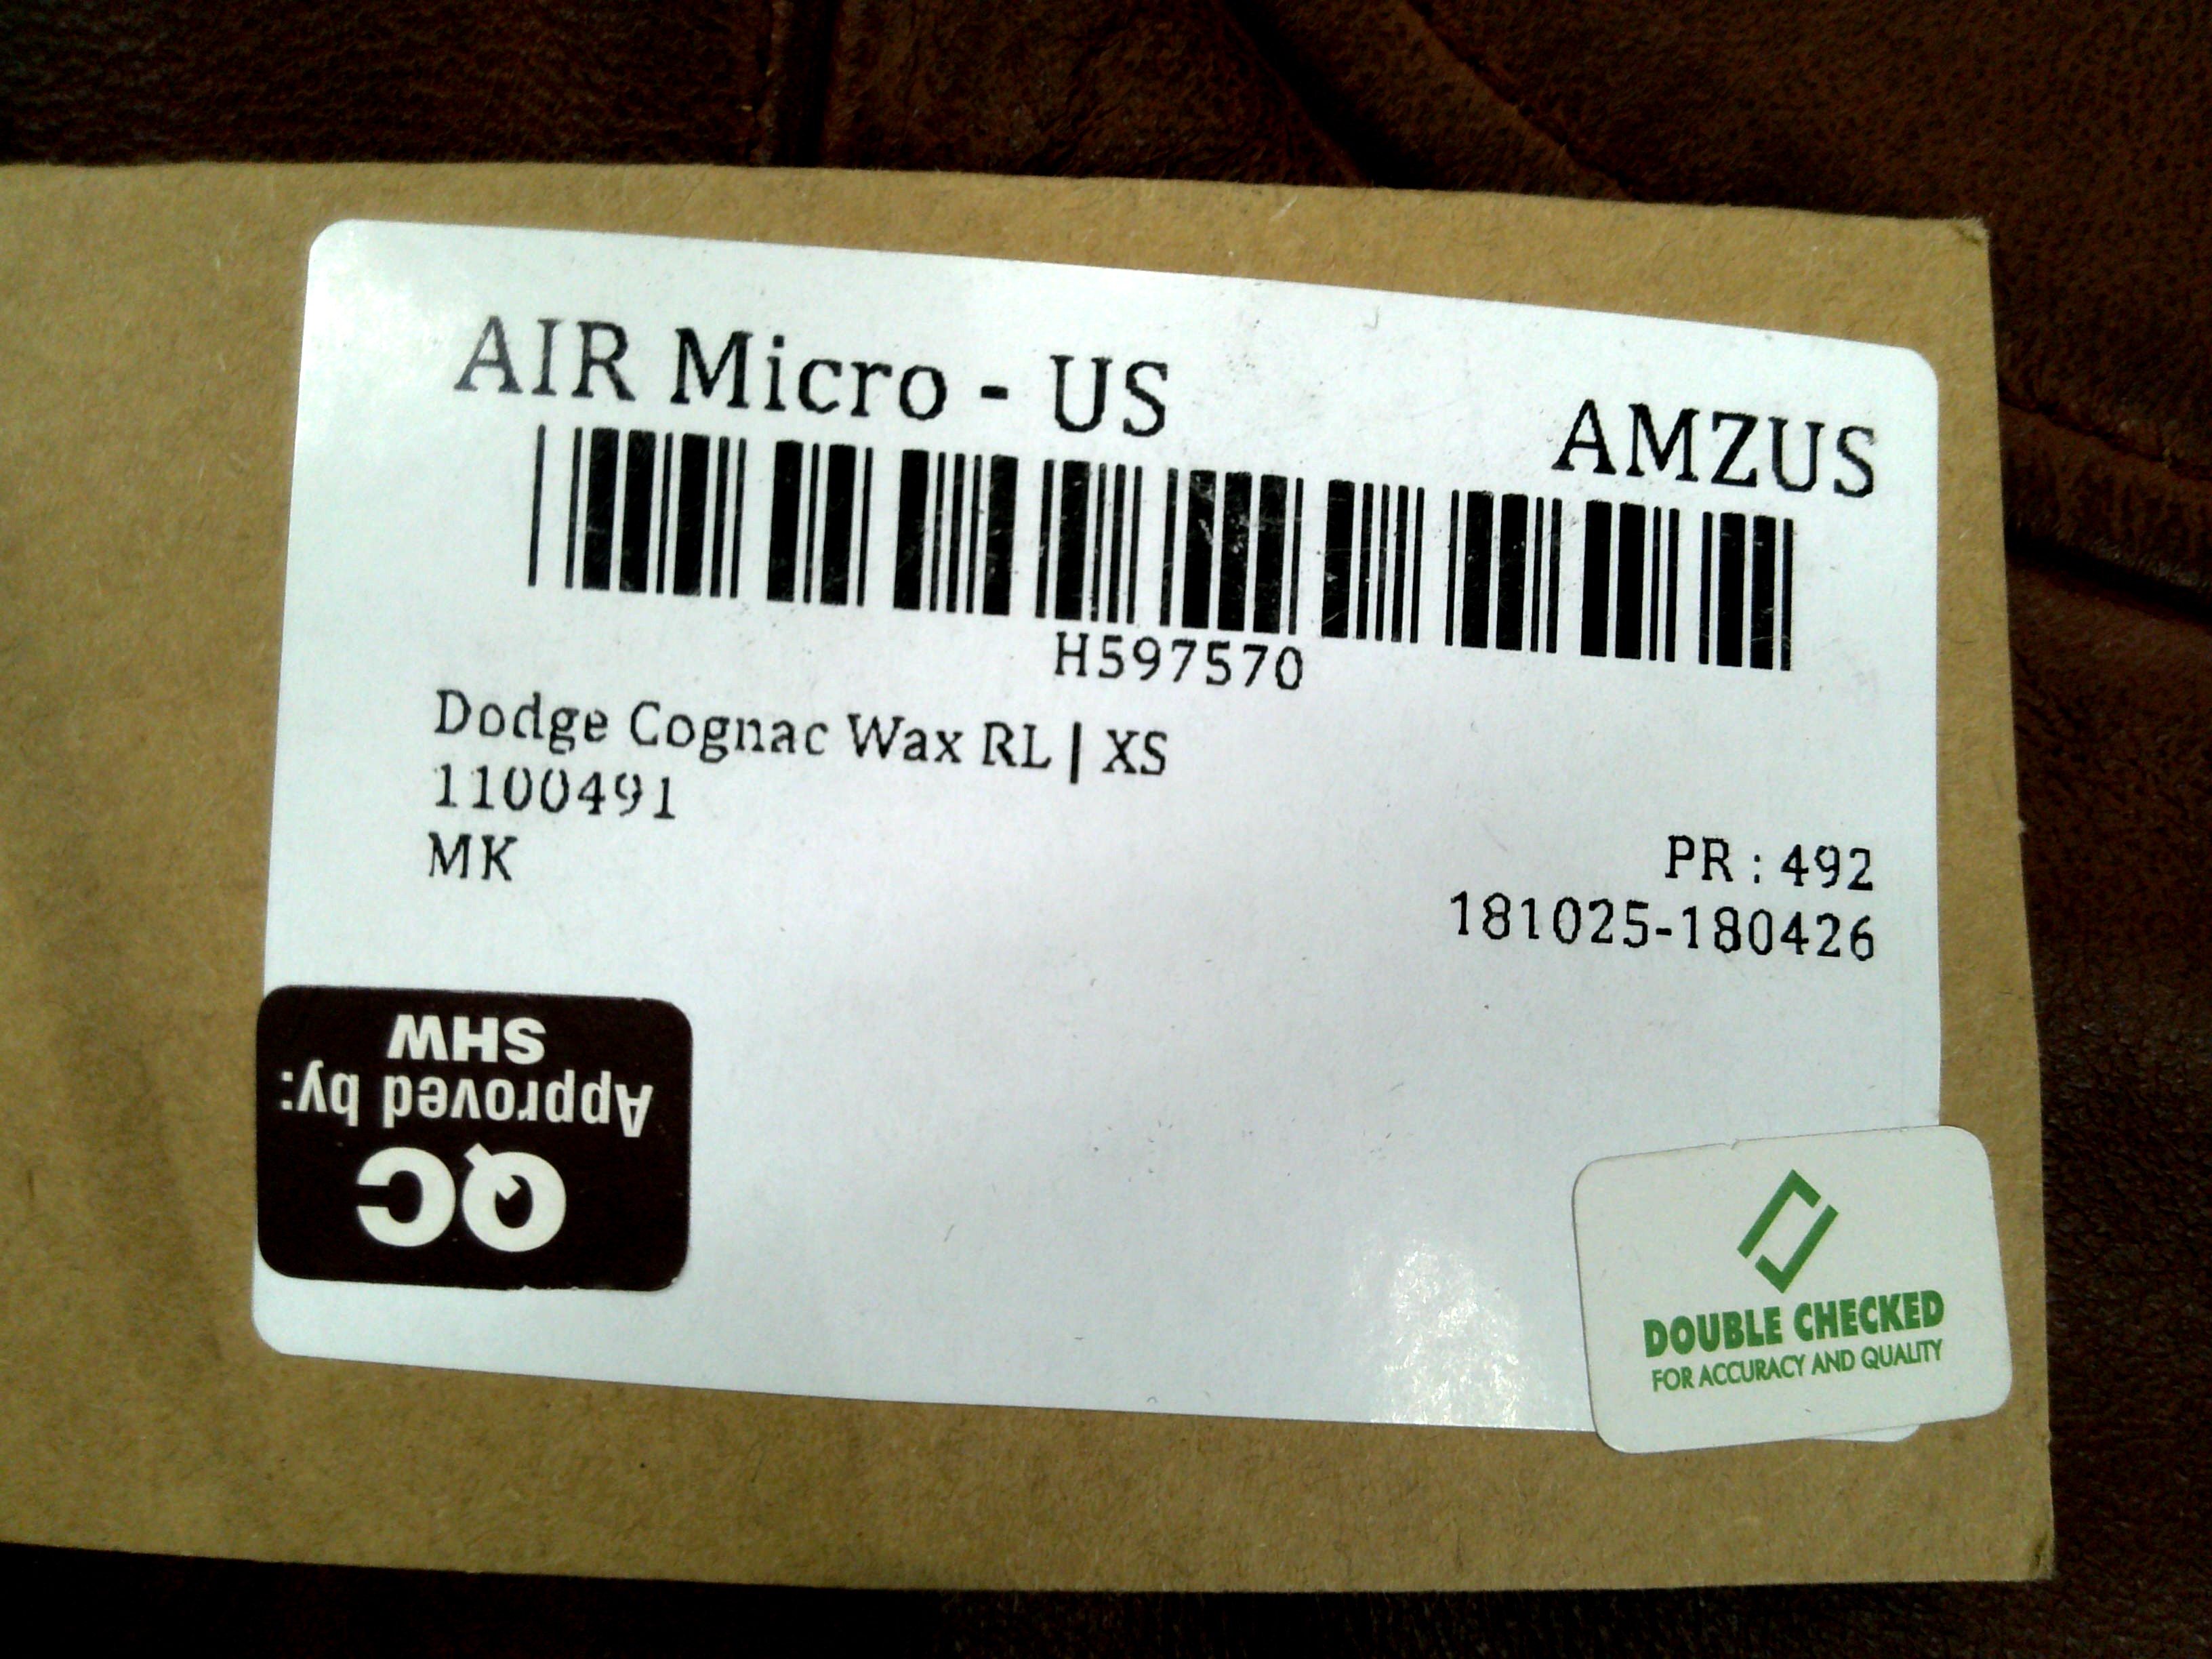 AIR Micro - US
AMZUS
H597570
Dodge Cognac Wax RL | XS
1100491
MK
PR : 492
181025-180426
QC
Approved by:
SHW
DOUBLE CHECKED
FOR ACCURACY AND QUALITY